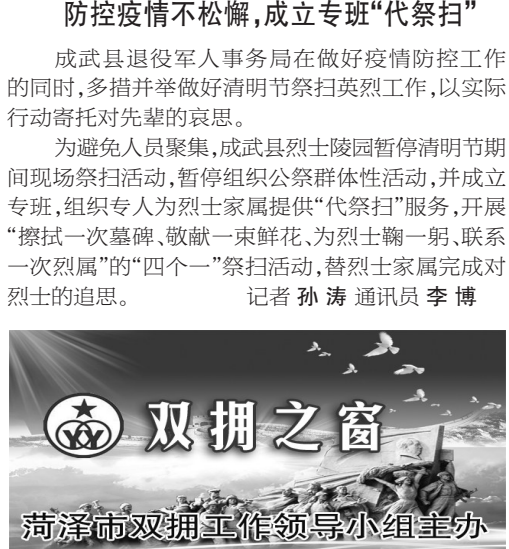 防控疫情不松懈,成立专班“代祭扫”
成武县退役军人事务局在做好疫情防控工作
的同时,多措并举做好清明节祭扫英烈工作,以实际
行动寄托对先辈的哀思。
为避免人员聚集,成武县烈士陵园暂停清明节期
间现场祭扫活动,暂停组织公祭群体性活动,并成立
专班,组织专人为烈士家属提供“代祭扫”服务,开展
“擦拭一次墓碑、敬献一束鲜花、为烈士鞠一躬、联系
一次烈属”的“四个一”祭扫活动,替烈士家属完成对
烈士的追思。 记者 孙 涛 通讯员 李 博
双拥之窗
菏泽市双拥工作领导小组主办